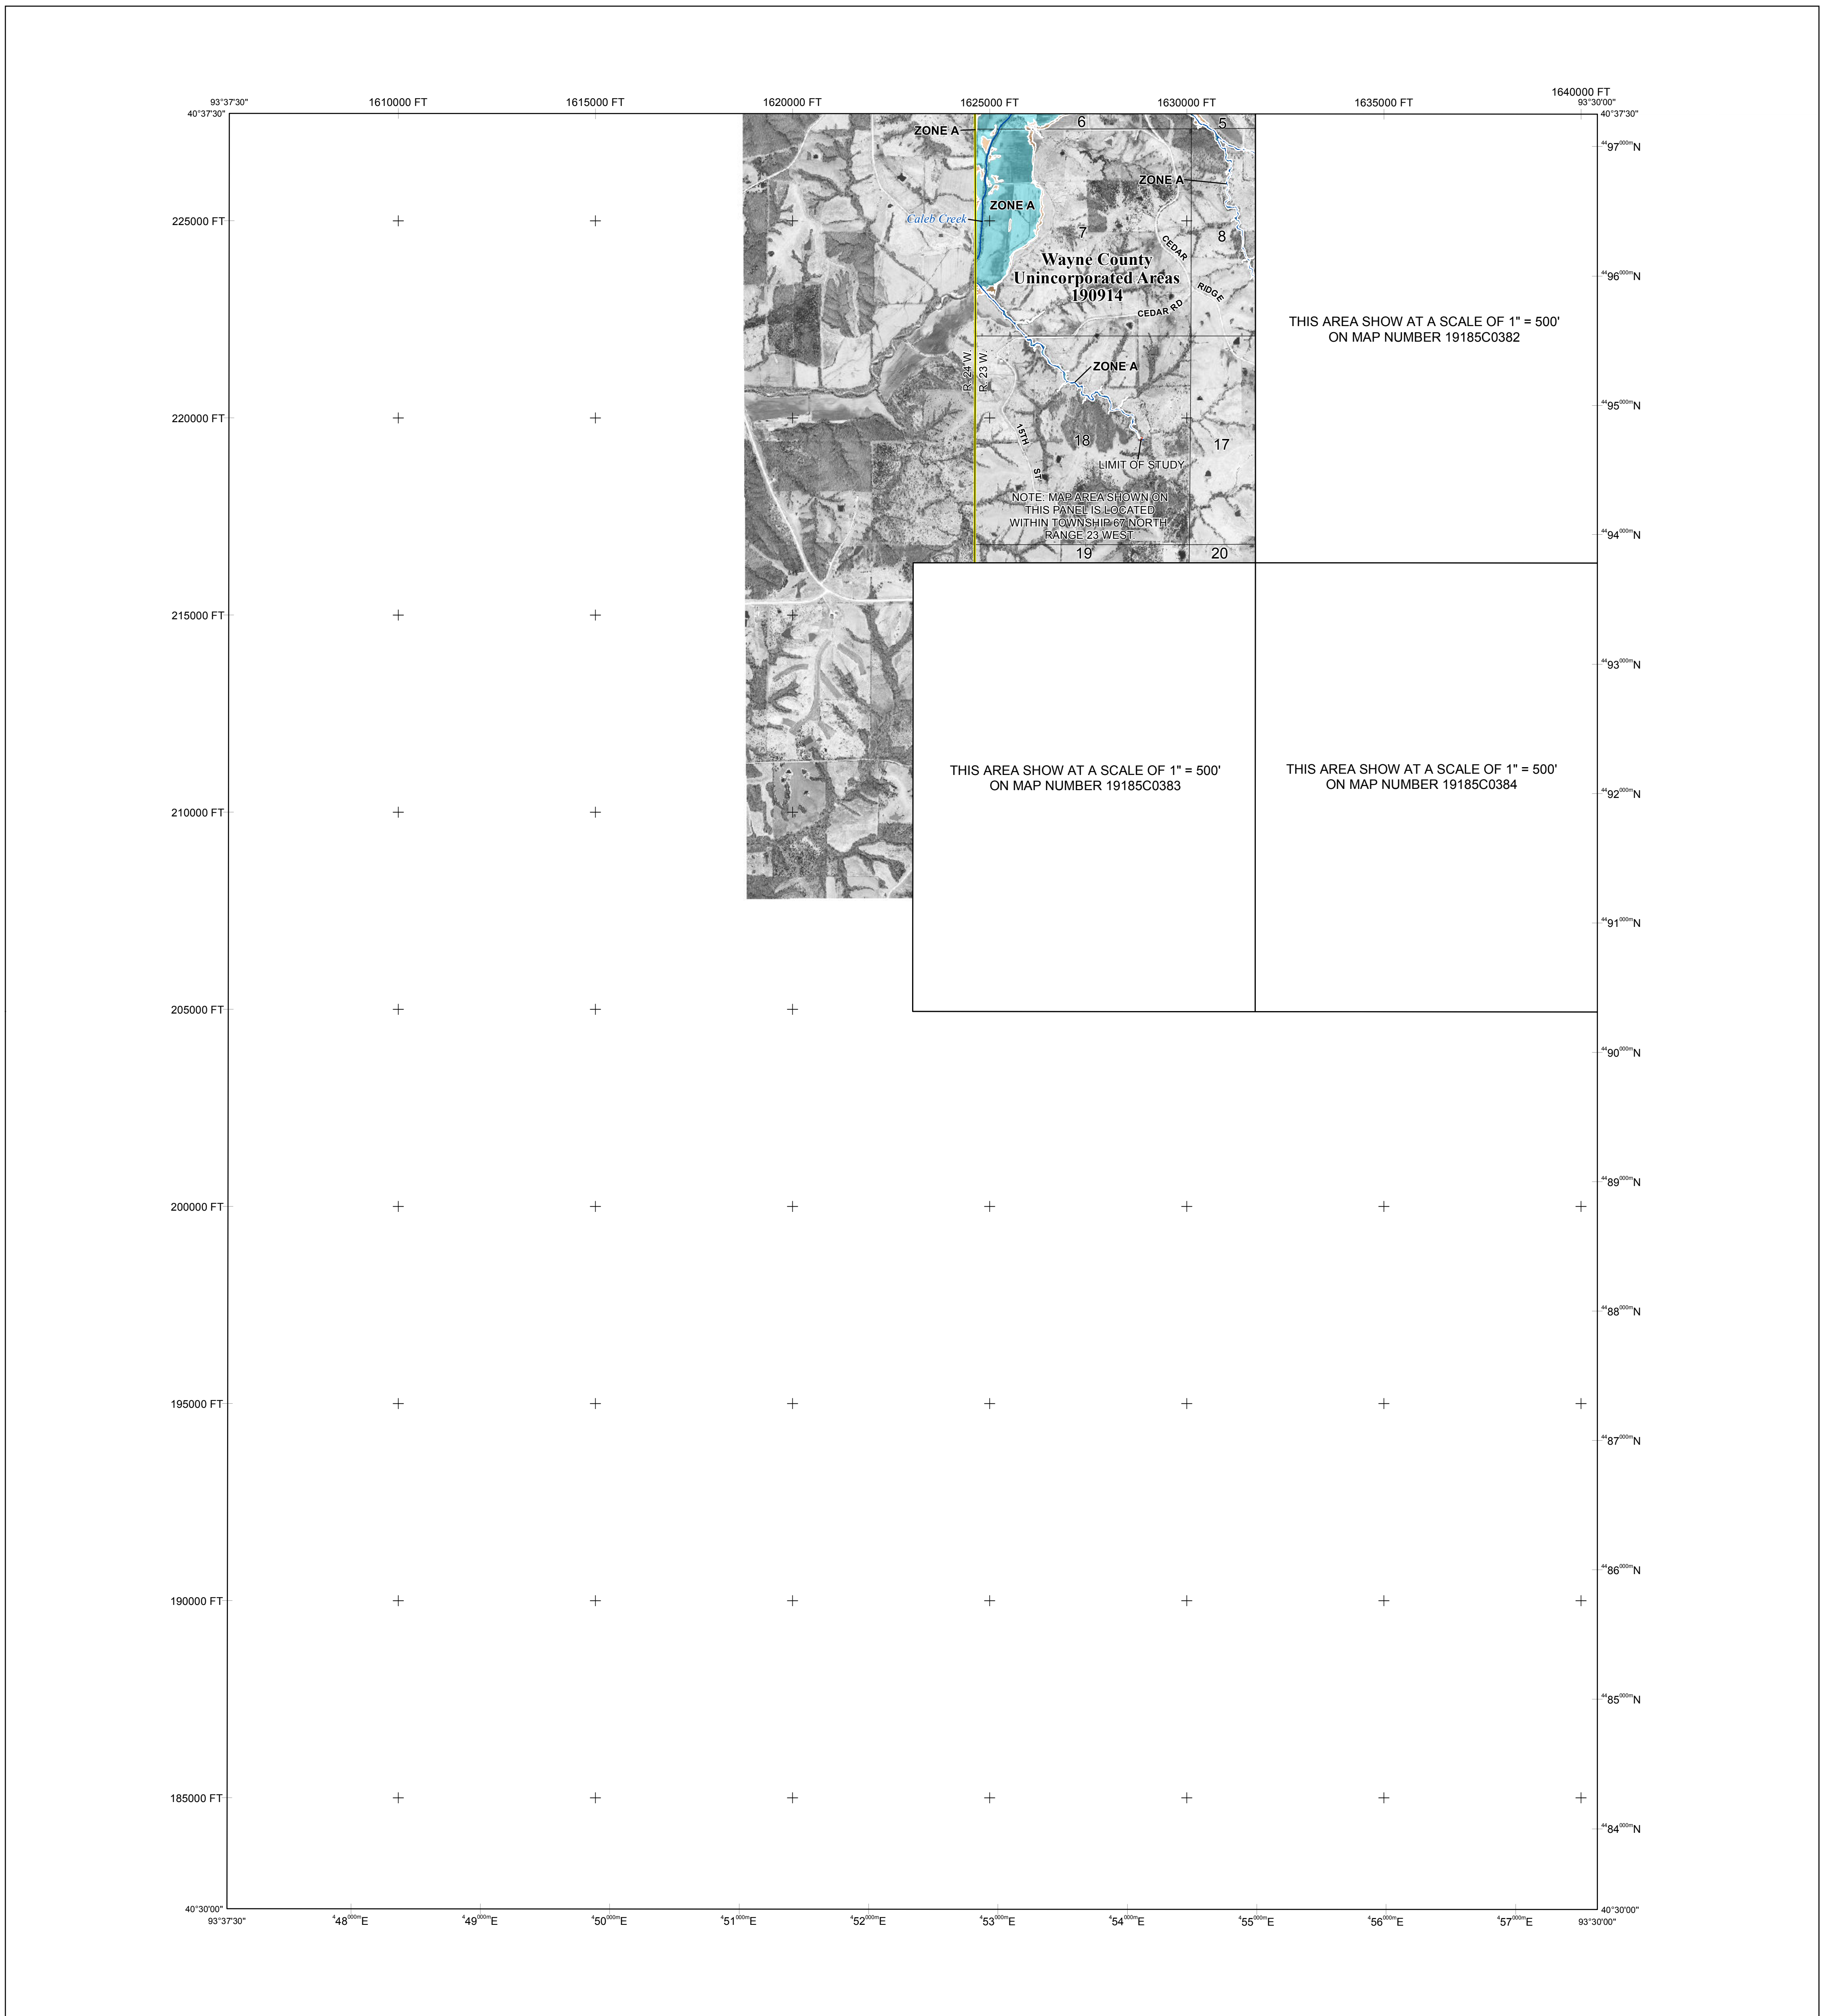 1640000 FT
93°37'30"
1610000 FT
1615000 FT
1620000 FT
1625000 FT
1630000 FT
1635000 FT
93°30'00"
40°37'30"
40°37'30"
6
5
ZONE A
4497000mN
ZONE A
ZONE A
225000 FT
Caleb Creek
7
8
CEDAR
RIDGE
Wayne County
Unincorporated Areas
190914
4496000mN
CEDAR RD
THIS AREA SHOW AT A SCALE OF 1" = 500'
ON MAP NUMBER 19185C0382
R. 24 W.
R. 23 W.
ZONE A
4495000mN
220000 FT
15TH
ST
18
17
LIMIT OF STUDY
NOTE: MAP AREA SHOWN ON
THIS PANEL IS LOCATED
WITHIN TOWNSHIP 67 NORTH,
RANGE 23 WEST
4494000mN
19
20
215000 FT
4493000mN
THIS AREA SHOW AT A SCALE OF 1" = 500'
ON MAP NUMBER 19185C0383
THIS AREA SHOW AT A SCALE OF 1" = 500'
ON MAP NUMBER 19185C0384
4492000mN
210000 FT
4491000mN
205000 FT
4490000mN
4489000mN
200000 FT
4488000mN
195000 FT
4487000mN
4486000mN
190000 FT
4485000mN
185000 FT
4484000mN
40°30'00"
40°30'00"
93°37'30"
448000mE
449000mE
450000mE
451000mE
452000mE
453000mE
454000mE
455000mE
456000mE
457000mE
93°30'00"